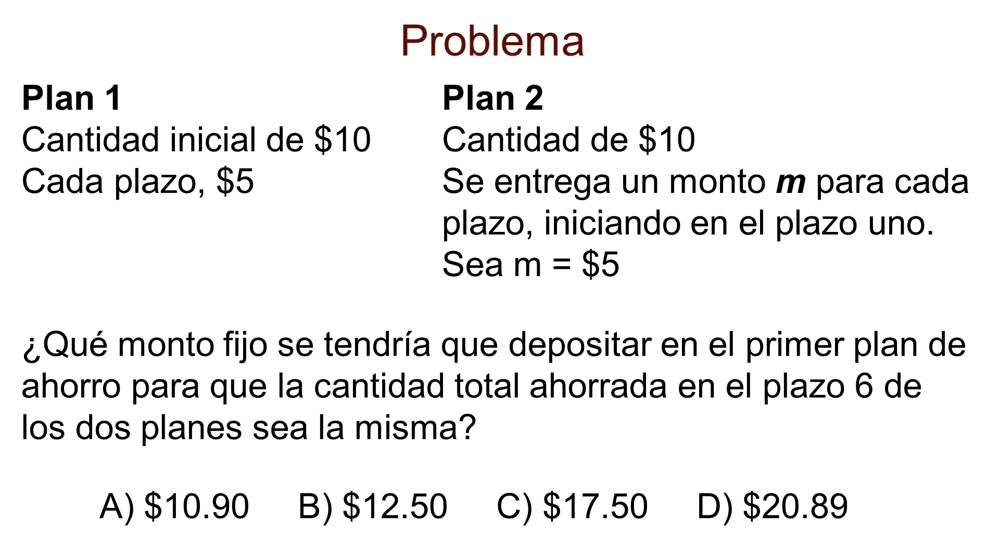 Problema
Plan 1
Cantidad inicial de $10
Cada plazo, $5
Plan 2
Cantidad de $10
Se entrega un monto m para cada
plazo, iniciando en el plazo uno.
Sea m = $5
¿Qué monto fijo se tendría que depositar en el primer plan de
ahorro para que la cantidad total ahorrada en el plazo 6 de
los dos planes sea la misma?
A) $10.90 B) $12.50 C) $17.50 D) $20.89